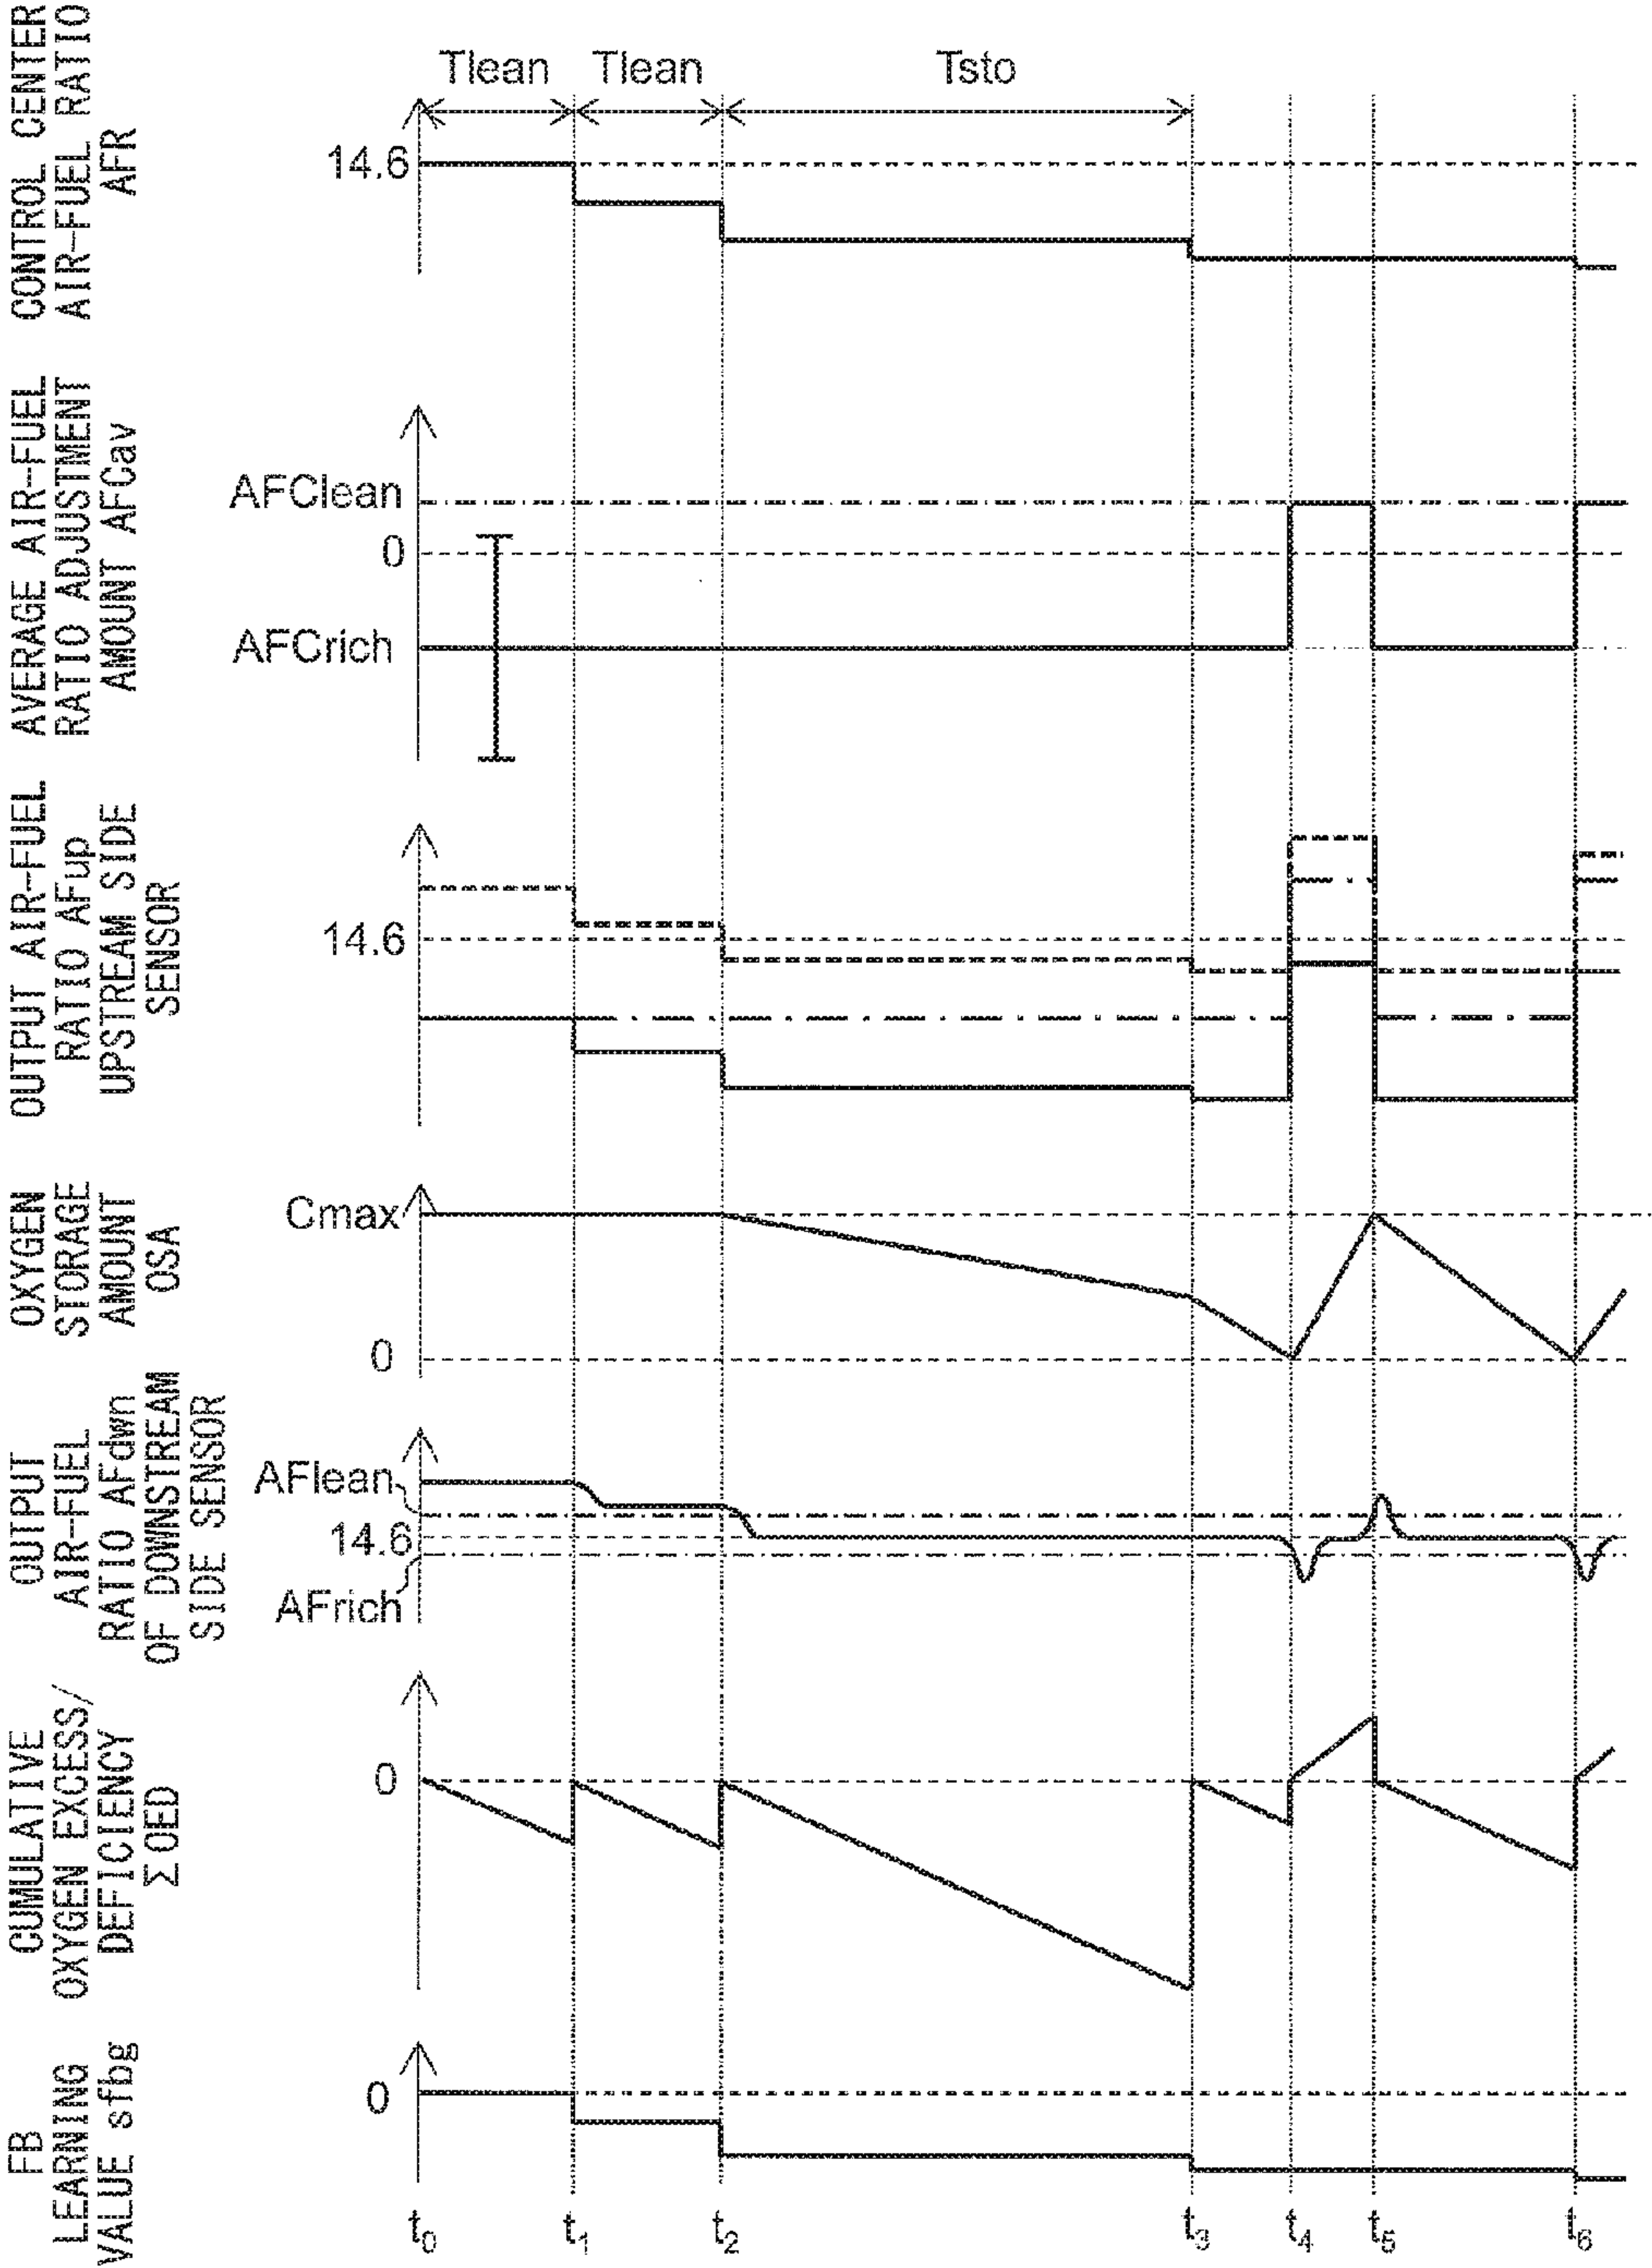 Tlean Tlean Tsto
CONTROL CENTER
AIR-FUEL RATIO
AFR
14.6
AVERAGE AIR-FUEL
RATIO ADJUSTMENT
AMOUNT AFCav
AFClean
0
AFCrich
OUTPUT AIR-FUEL
RATIO AFup
UPSTREAM SIDE
SENSOR
14.6
OXYGEN
STORAGE
AMOUNT
OSA
Cmax
0
OUTPUT
AIR-FUEL
RATIO AFdwn
OF DOWNSTREAM
SIDE SENSOR
AFlean
14.6
AFrich
CUMULATIVE
OXYGEN EXCESS/
DEFICIENCY
ΣOED
0
FB
LEARNING
VALUE sfbg
0
t0 t1 t2 t3 t4 t5 t6